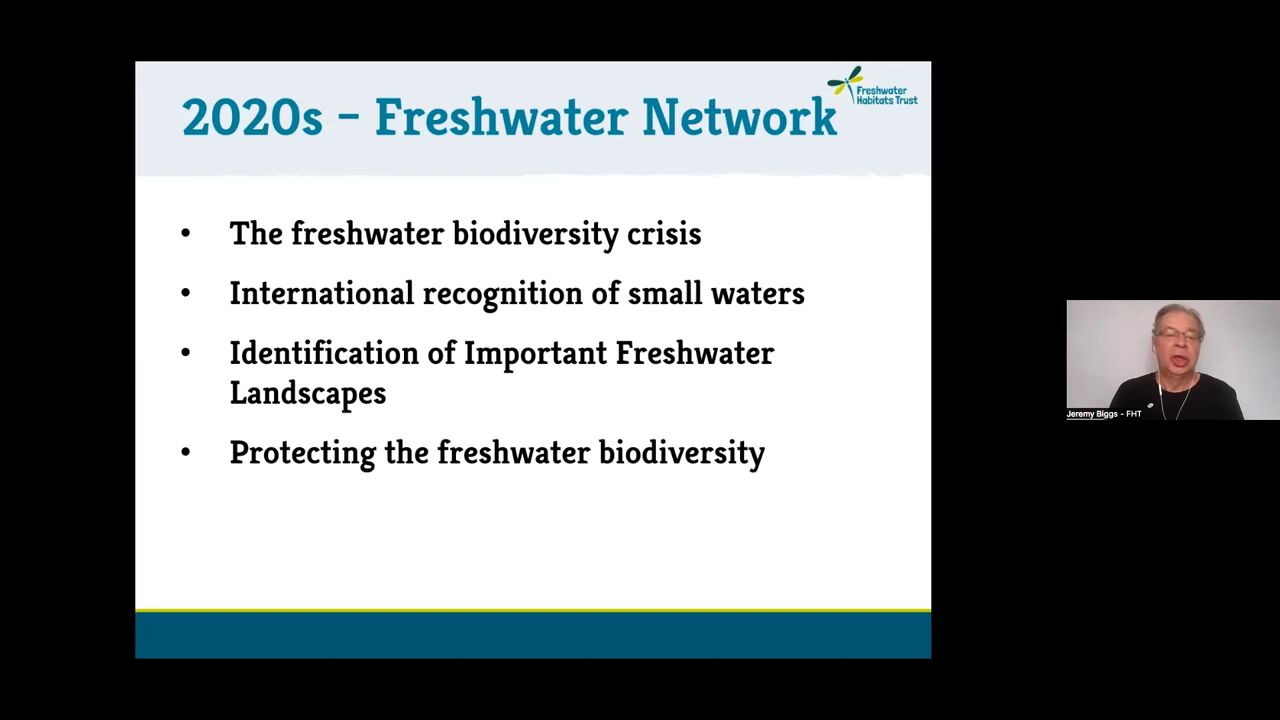 2020s – Freshwater Network
Freshwater
Habitats Trust
• The freshwater biodiversity crisis
• International recognition of small waters
• Identification of Important Freshwater
Landscapes
• Protecting the freshwater biodiversity
Jeremy Biggs - FHT